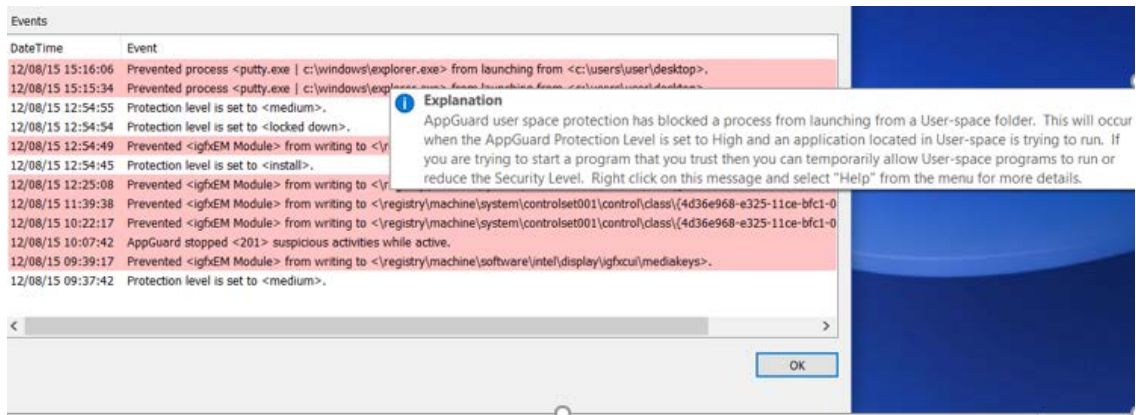 Events
DateTime Event
12/08/15 15:16:06 Prevented process <putty.exe | c:\windows\explorer.exe> from launching from <c:\users\user\desktop>.
12/08/15 15:15:34 Prevented process <putty.exe | c:\windows\explorer.exe> from launching from <c:\users\user\desktop>.
12/08/15 12:54:55 Protection level is set to <medium>.
12/08/15 12:54:54 Protection level is set to <locked down>.
12/08/15 12:54:49 Prevented <igfxEM Module> from writing to <\r
12/08/15 12:54:45 Protection level is set to <install>.
12/08/15 12:25:08 Prevented <igfxEM Module> from writing to <\r
12/08/15 11:39:38 Prevented <igfxEM Module> from writing to <\registry\machine\system\controlset001\control\class\{4d36e968-e325-11ce-bfc1-0
12/08/15 10:22:17 Prevented <igfxEM Module> from writing to <\registry\machine\system\controlset001\control\class\{4d36e968-e325-11ce-bfc1-0
12/08/15 10:07:42 AppGuard stopped <201> suspicious activities while active.
12/08/15 09:39:17 Prevented <igfxEM Module> from writing to <\registry\machine\software\intel\display\igfxcui\mediakeys>.
12/08/15 09:37:42 Protection level is set to <medium>.
Explanation
AppGuard user space protection has blocked a process from launching from a User-space folder. This will occur
when the AppGuard Protection Level is set to High and an application located in User-space is trying to run. If
you are trying to start a program that you trust then you can temporarily allow User-space programs to run or
reduce the Security Level. Right click on this message and select "Help" from the menu for more details.
OK